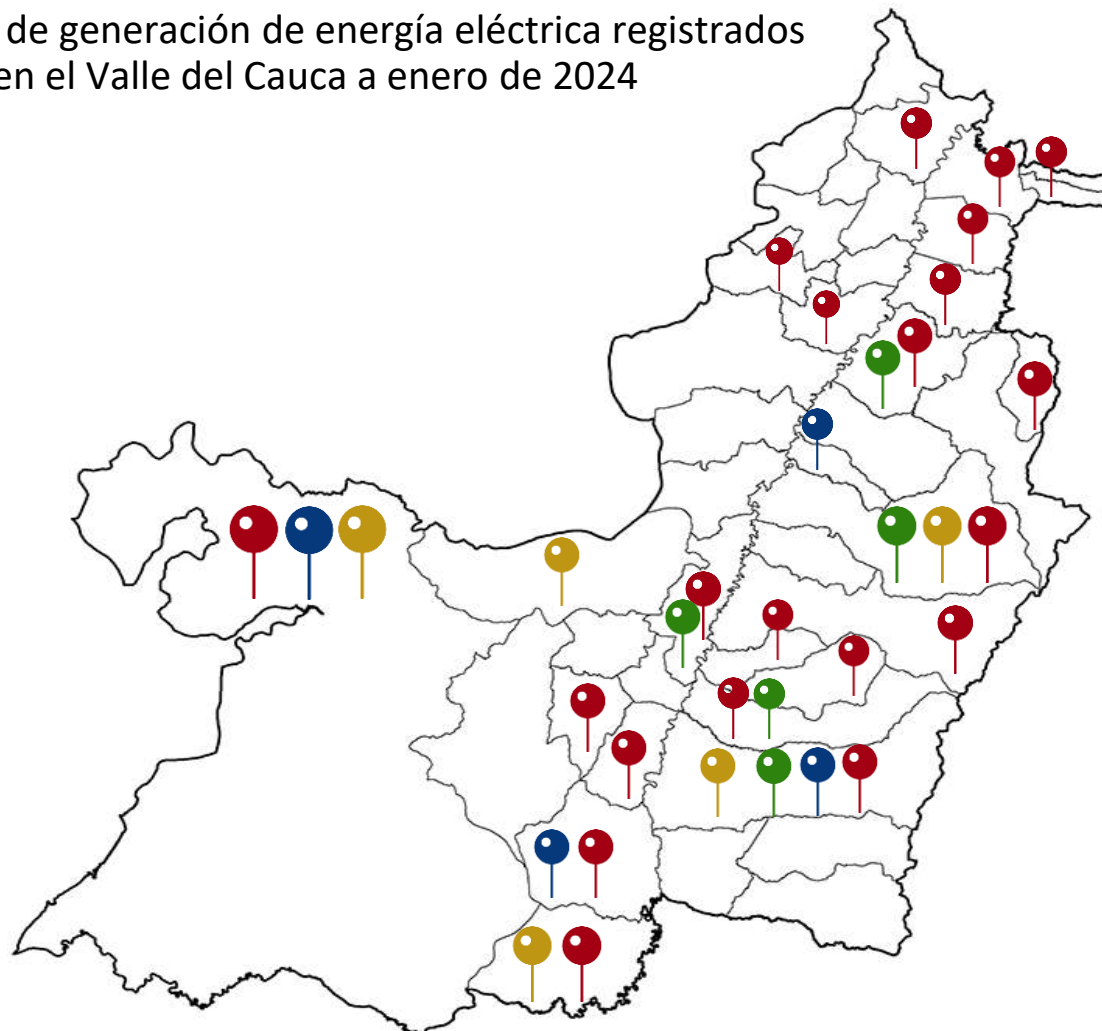 de generación de energía eléctrica registrados
en el Valle del Cauca a enero de 2024